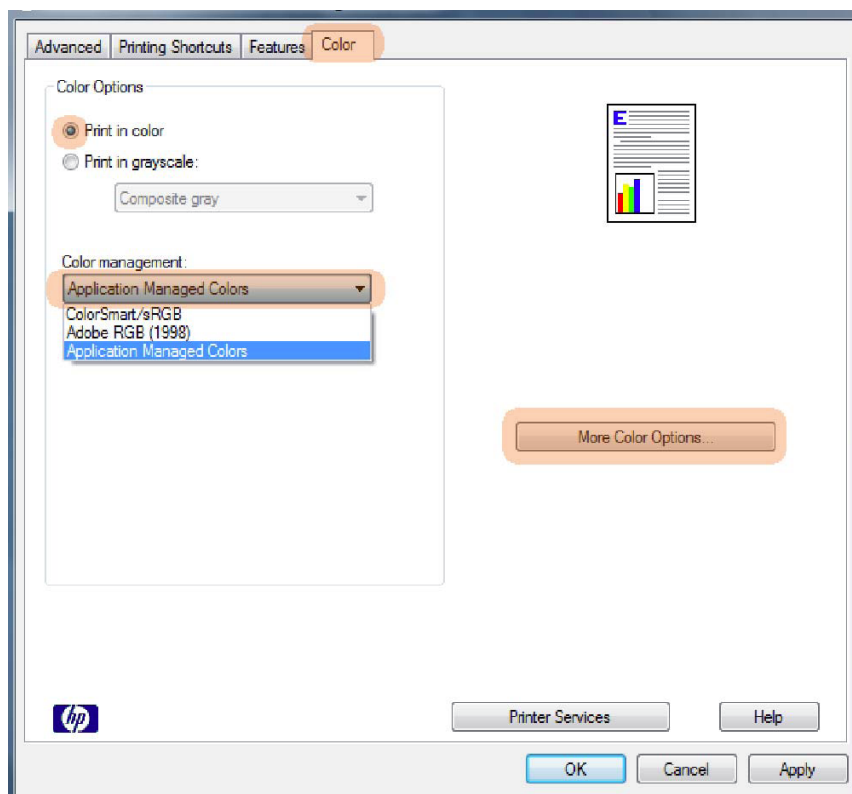 Advanced Printing Shortcuts Features Color
Color Options
Print in color
Print in grayscale:
Composite gray
Color management:
Application Managed Colors
ColorSmart/sRGB
Adobe RGB (1998)
Application Managed Colors
E
More Color Options...
hp
Printer Services Help
OK Cancel Apply